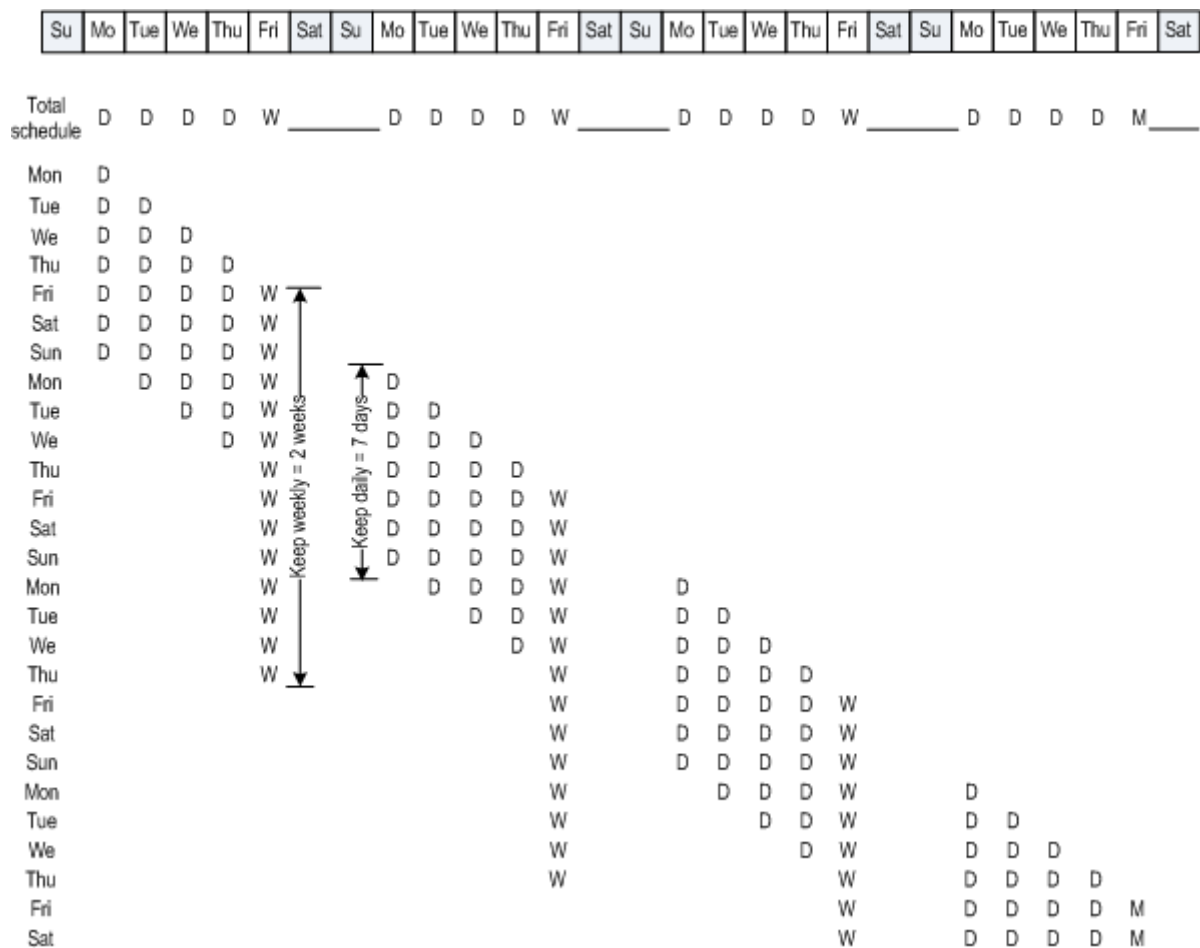 Su Mo Tue We Thu Fri Sat Su Mo Tue We Thu Fri Sat Su Mo Tue We Thu Fri Sat Su Mo Tue We Thu Fri Sat
Total
schedule
D D D D W D D D D W D D D D W D D D D M
Mon D
Tue D D
We D D D
Thu D D D D
Fri D D D D W
Sat D D D D W
Sun D D D D W
Mon D D D W D
Tue D D W D D
We D W D D D
Thu W D D D D
Fri W D D D D W
Sat W D D D D W
Sun W D D D D W
Mon W D D D W D
Tue W D D W D D
We W D W D D D
Thu W W D D D D
Fri W D D D D W
Sat W D D D D W
Sun W D D D D W
Mon W D D D W D
Tue W D D W D D
We W D W D D D
Thu W W D D D D
Fri W D D D D M
Sat W D D D D M
Keep weekly = 2 weeks
Keep daily = 7 days